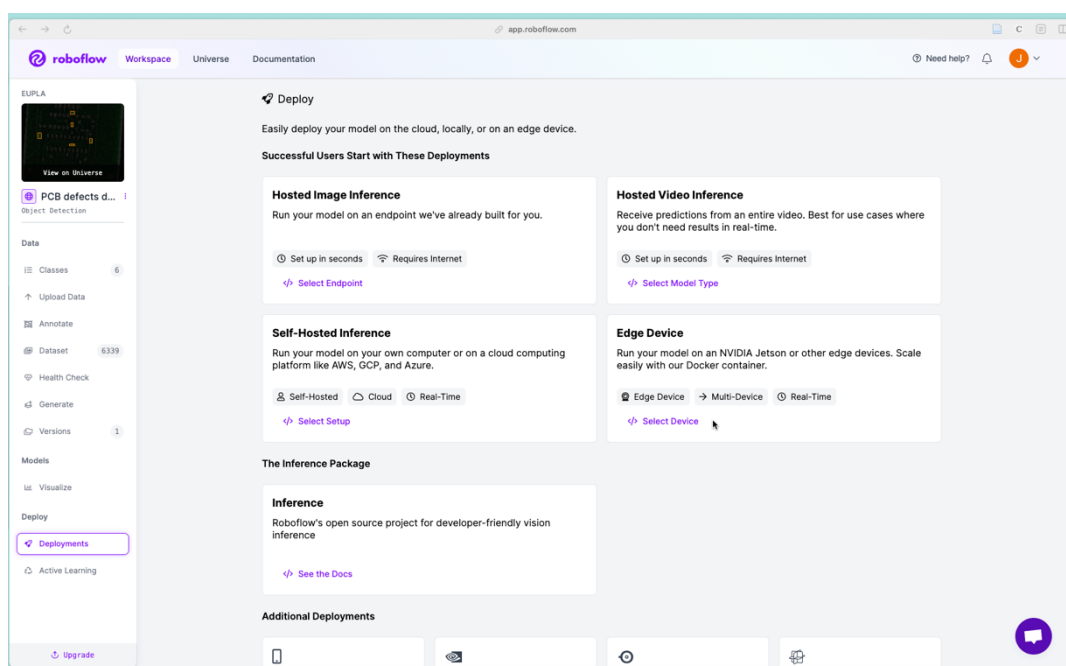 app.roboflow.com
roboflow
Workspace
Universe
Documentation
Need help?
J
EUPLA
View on Universe
PCB defects d...
Object Detection
Data
Classes 6
Upload Data
Annotate
Dataset 6339
Health Check
Generate
Versions 1
Models
Visualize
Deploy
Deployments
Active Learning
Upgrade
Deploy
Easily deploy your model on the cloud, locally, or on an edge device.
Successful Users Start with These Deployments
Hosted Image Inference
Run your model on an endpoint we've already built for you.
Set up in seconds
Requires Internet
</> Select Endpoint
Hosted Video Inference
Receive predictions from an entire video. Best for use cases where
you don't need results in real-time.
Set up in seconds
Requires Internet
</> Select Model Type
Self-Hosted Inference
Run your model on your own computer or on a cloud computing
platform like AWS, GCP, and Azure.
Self-Hosted
Cloud
Real-Time
</> Select Setup
Edge Device
Run your model on an NVIDIA Jetson or other edge devices. Scale
easily with our Docker container.
Edge Device
Multi-Device
Real-Time
</> Select Device
The Inference Package
Inference
Roboflow's open source project for developer-friendly vision
inference
</> See the Docs
Additional Deployments